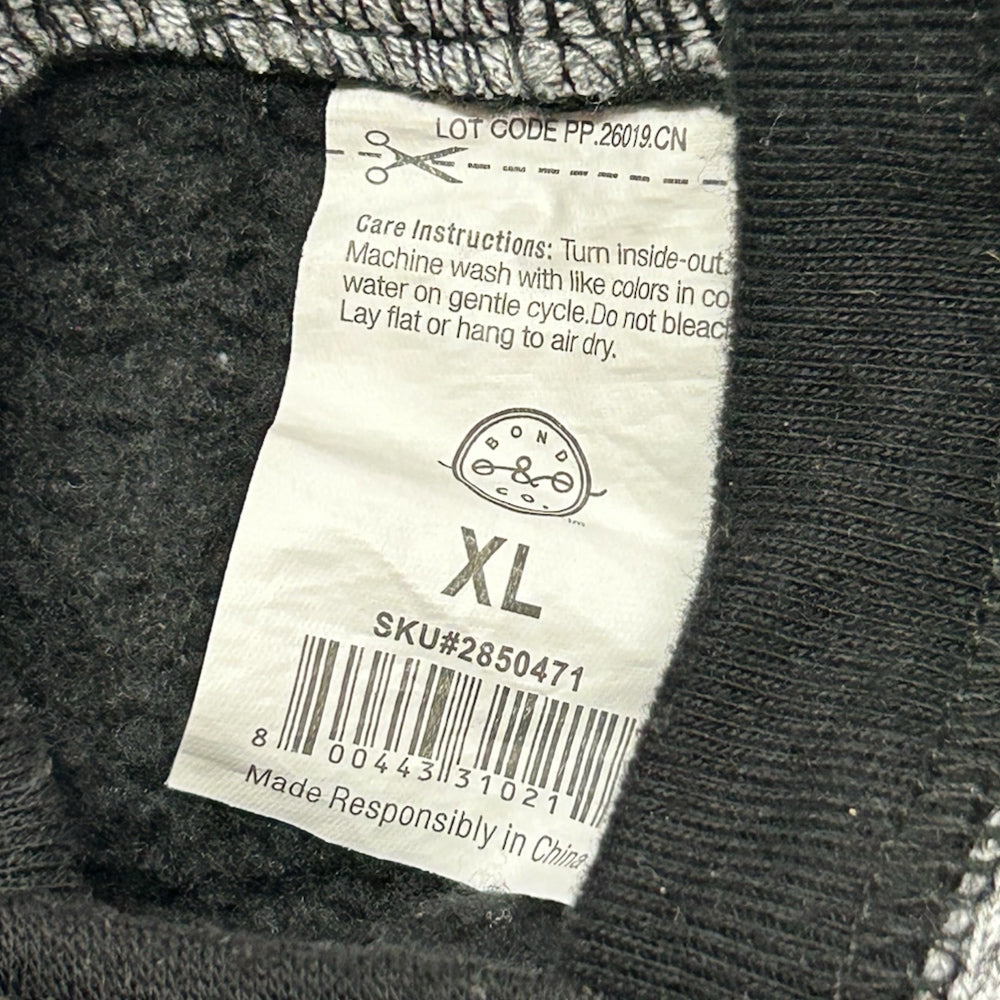 LOT CODE PP.26019.CN
Care Instructions: Turn inside-out.
Machine wash with like colors in co
water on gentle cycle.Do not bleac
Lay flat or hang to air dry.
BOND
&
CO.
XL
SKU#2850471
8 00443 31021
Made Responsibly in China